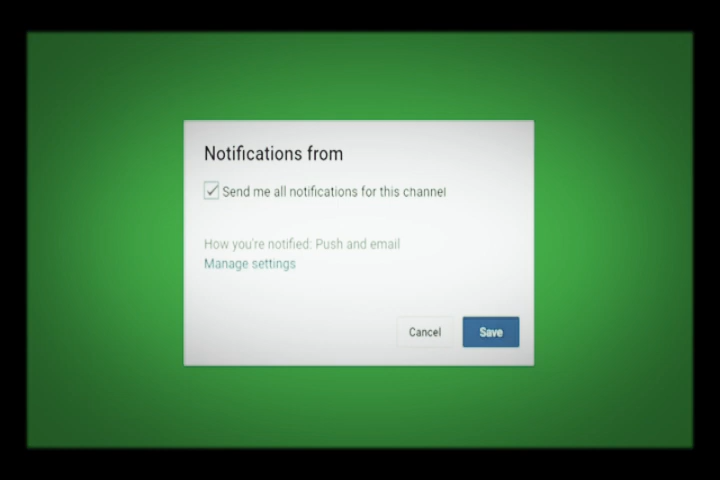 Notifications from
Send me all notifications for this channel
How you're notified: Push and email
Manage settings
Cancel
Save